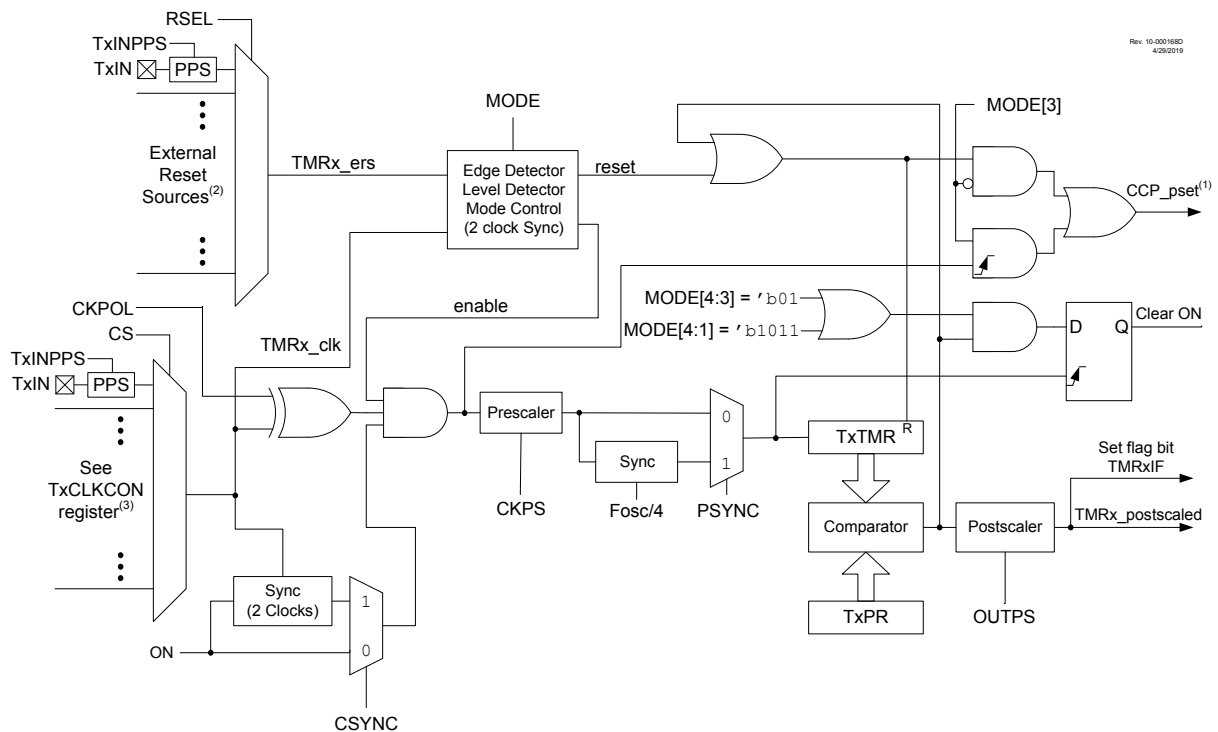 RSEL
TxINPPS
TxIN
PPS
Rev. 10-000168D
4/29/2019
MODE
MODE[3]
External
Reset
Sources(2)
TMRx_ers
Edge Detector
Level Detector
Mode Control
(2 clock Sync)
reset
CCP_pset(1)
enable
MODE[4:3] = 'b01
MODE[4:1] = 'b1011
D
Q
Clear ON
CKPOL
CS
TMRx_clk
TxINPPS
TxIN
PPS
Prescaler
0
1
Sync
TxTMR
R
See
TxCLKCON
register(3)
CKPS
Fosc/4
PSYNC
Set flag bit
TMRxIF
Comparator
Postscaler
TMRx_postscaled
Sync
(2 Clocks)
1
0
TxPR
OUTPS
ON
CSYNC